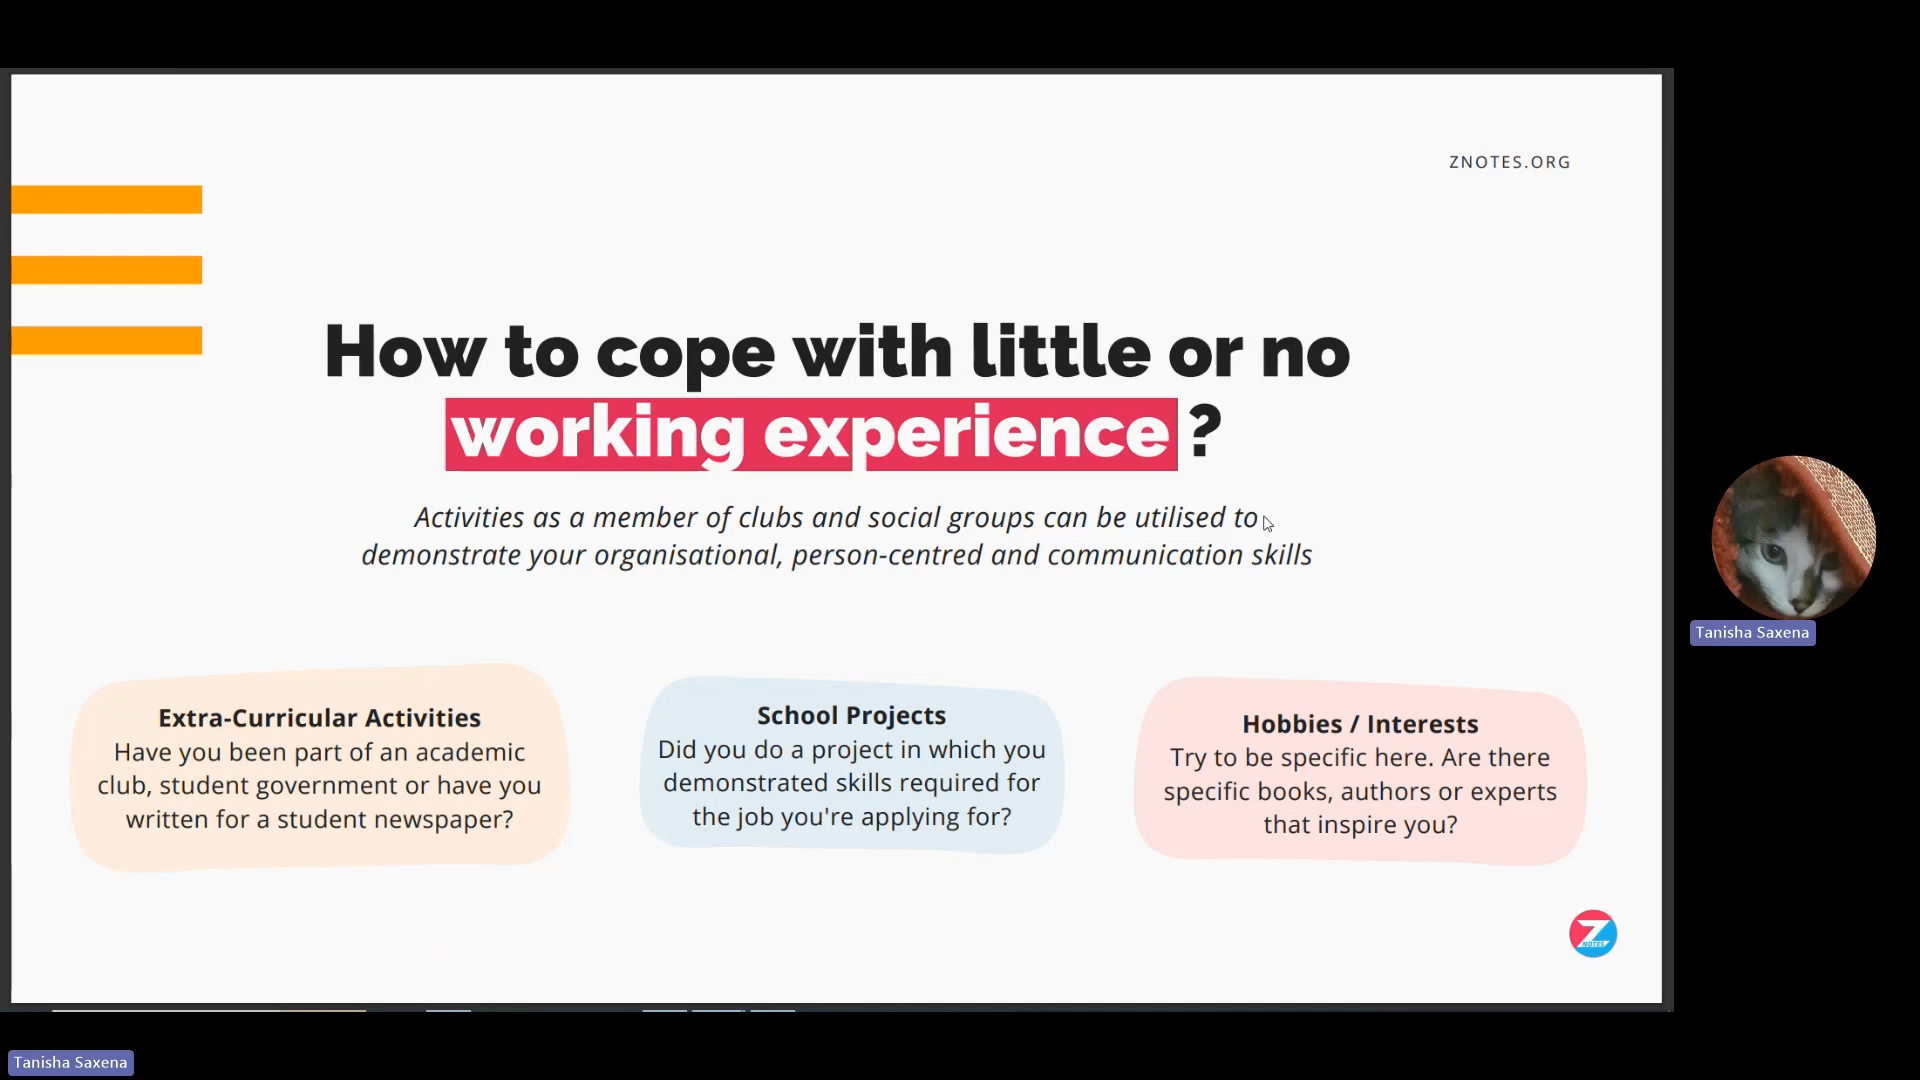 ZNOTES.ORG
How to cope with little or no
working experience ?
Activities as a member of clubs and social groups can be utilised to
demonstrate your organisational, person-centred and communication skills
Extra-Curricular Activities
Have you been part of an academic
club, student government or have you
written for a student newspaper?
School Projects
Did you do a project in which you
demonstrated skills required for
the job you're applying for?
Hobbies / Interests
Try to be specific here. Are there
specific books, authors or experts
that inspire you?
Z
NOTES
Tanisha Saxena
Tanisha Saxena